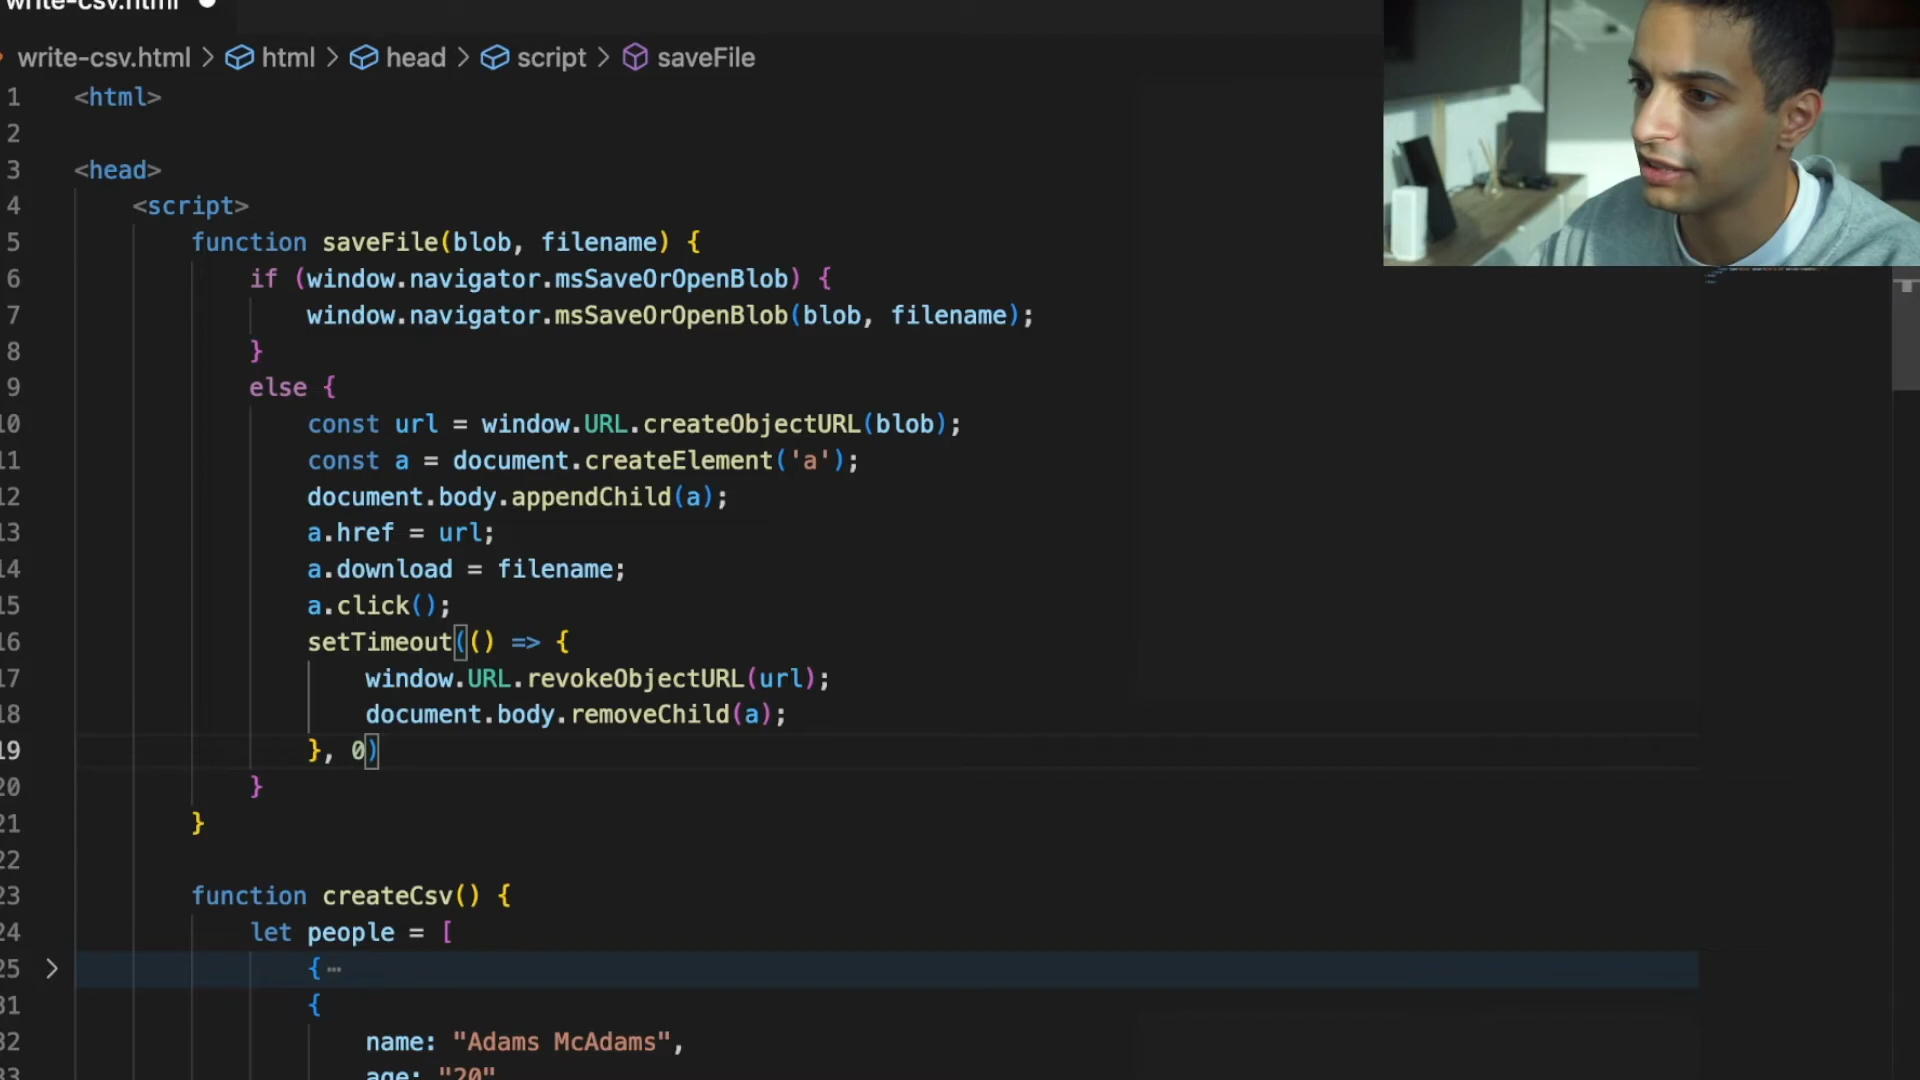 write-csv.html
write-csv.html > html > head > script > saveFile
1 <html>
2
3 <head>
4 <script>
5 function saveFile(blob, filename) {
6 if (window.navigator.msSaveOrOpenBlob) {
7 window.navigator.msSaveOrOpenBlob(blob, filename);
8 }
9 else {
10 const url = window.URL.createObjectURL(blob);
11 const a = document.createElement('a');
12 document.body.appendChild(a);
13 a.href = url;
14 a.download = filename;
15 a.click();
16 setTimeout(() => {
17 window.URL.revokeObjectURL(url);
18 document.body.removeChild(a);
19 }, 0)
20 }
21 }
22
23 function createCsv() {
24 let people = [
25 { …
31 {
32 name: "Adams McAdams",
33 age: "20"